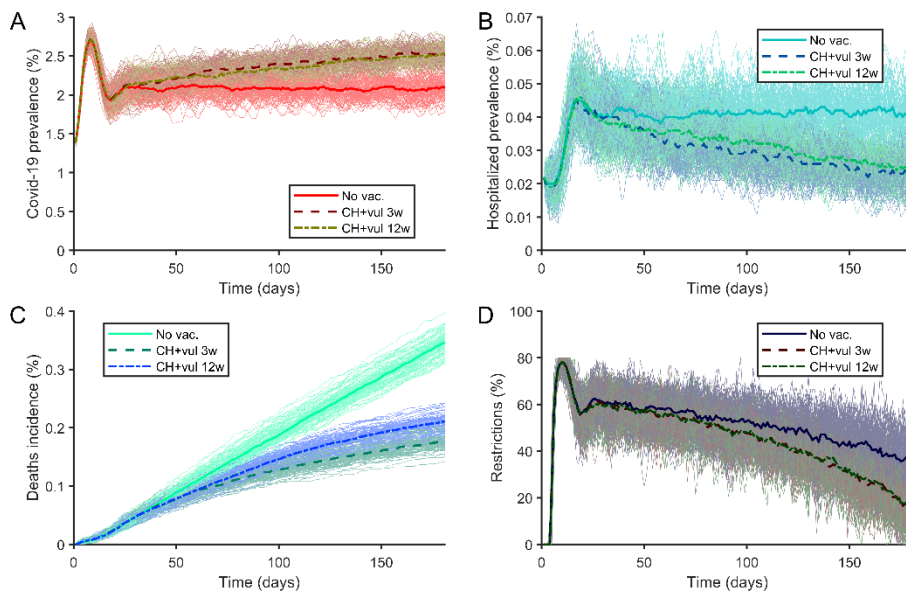 A
Covid-19 prevalence (%)
3
2.5
2
1.5
1
0.5
0
No vac.
CH+vul 3w
CH+vul 12w
0
50
100
150
Time (days)
B
Hospitalized prevalence (%)
0.07
0.06
0.05
0.04
0.03
0.02
0.01
0
No vac.
CH+vul 3w
CH+vul 12w
0
50
100
150
Time (days)
C
Deaths incidence (%)
0.4
0.3
0.2
0.1
0
No vac.
CH+vul 3w
CH+vul 12w
0
50
100
150
Time (days)
D
Restrictions (%)
100
80
60
40
20
0
No vac.
CH+vul 3w
CH+vul 12w
0
50
100
150
Time (days)